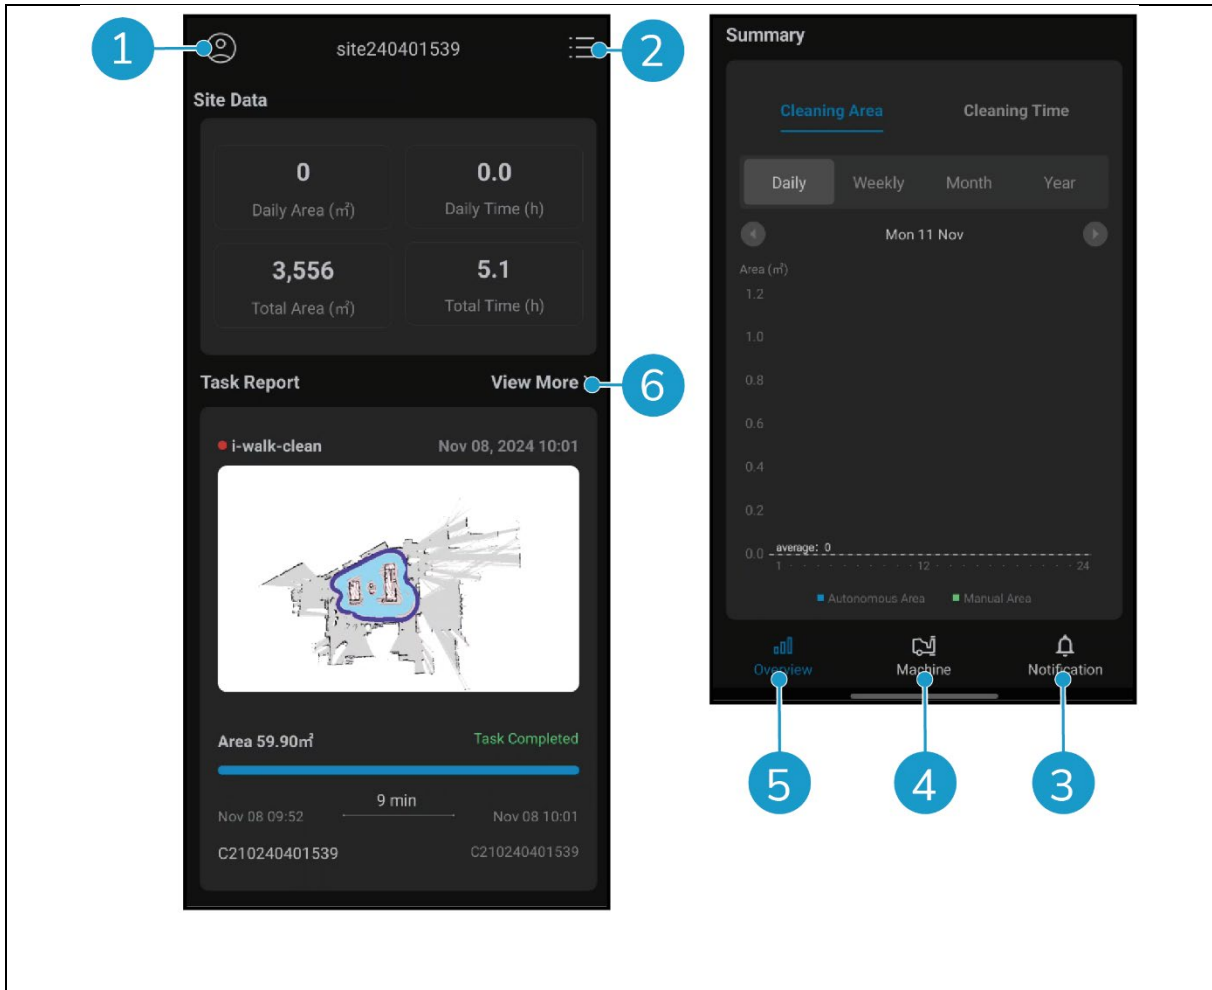 1
site240401539
2
Site Data
0
0.0
Daily Area (㎡)
Daily Time (h)
3,556
5.1
Total Area (㎡)
Total Time (h)
Task Report
View More
6
i-walk-clean
Nov 08, 2024 10:01
Area 59.90㎡
Task Completed
9 min
Nov 08 09:52
Nov 08 10:01
C210240401539
C210240401539
Summary
Cleaning Area
Cleaning Time
Daily
Weekly
Month
Year
Mon 11 Nov
Area (㎡)
1.2
1.0
0.8
0.6
0.4
0.2
0.0
average: 0
1
12
24
Autonomous Area
Manual Area
Overview
Machine
Notification
5
4
3